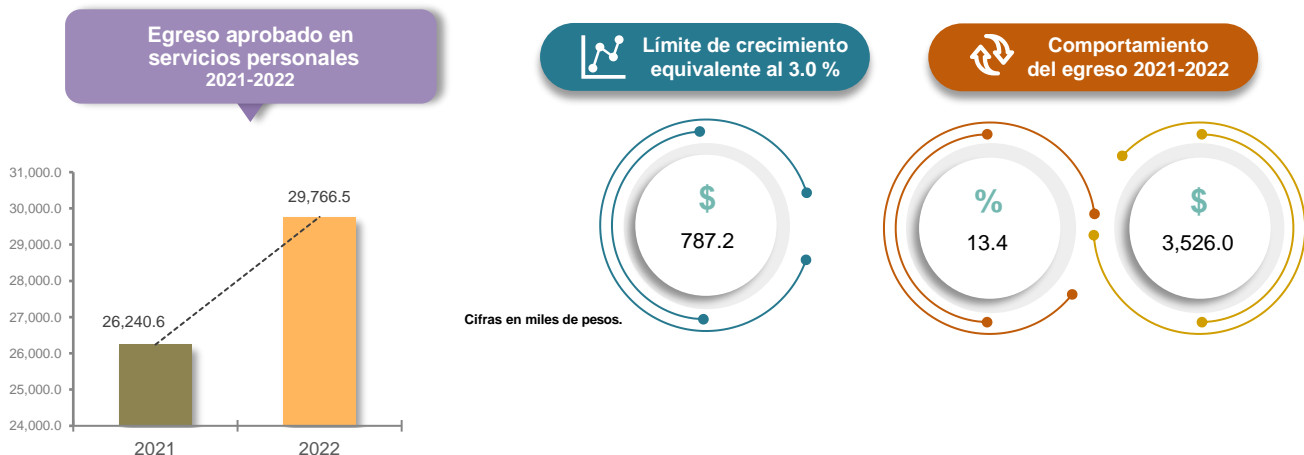 Egreso aprobado en
servicios personales
2021-2022
31,000.0
30,000.0
29,000.0
28,000.0
27,000.0
26,000.0
25,000.0
24,000.0
26,240.6
29,766.5
2021
2022
Cifras en miles de pesos.
Límite de crecimiento
equivalente al 3.0 %
$
787.2
Comportamiento
del egreso 2021-2022
%
13.4
$
3,526.0